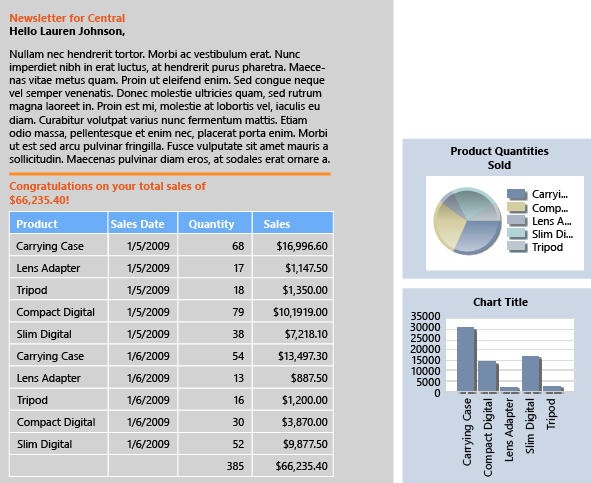 Newsletter for Central
Hello Lauren Johnson,
Nullam nec hendrerit tortor. Morbi ac vestibulum erat. Nunc
imperdiet nibh in erat luctus, at hendrerit purus pharetra. Maece-
nas vitae metus quam. Proin ut eleifend enim. Sed congue neque
vel semper venenatis. Donec molestie ultricies quam, sed rutrum
magna laoreet in. Proin est mi, molestie at lobortis vel, iaculis eu
diam. Curabitur volutpat varius nunc fermentum mattis. Etiam
odio massa, pellentesque et enim nec, placerat porta enim. Morbi
ut est sed arcu pulvinar fringilla. Fusce vulputate sit amet mauris a
sollicitudin. Maecenas pulvinar diam eros, at sodales erat ornare a.
Congratulations on your total sales of
$66,235.40!
Product Sales Date Quantity Sales
Carrying Case 1/5/2009 68 $16,996.60
Lens Adapter 1/5/2009 17 $1,147.50
Tripod 1/5/2009 18 $1,350.00
Compact Digital 1/5/2009 79 $10,1919.00
Slim Digital 1/5/2009 38 $7,218.10
Carrying Case 1/6/2009 54 $13,497.30
Lens Adapter 1/6/2009 13 $887.50
Tripod 1/6/2009 16 $1,200.00
Compact Digital 1/6/2009 30 $3,870.00
Slim Digital 1/6/2009 52 $9,877.50
385 $66,235.40
Product Quantities
Sold
Carryi...
Comp...
Lens A...
Slim Di...
Tripod
Chart Title
35000
30000
25000
20000
15000
10000
5000
0
Carrying Case
Compact Digital
Lens Adapter
Slim Digital
Tripod